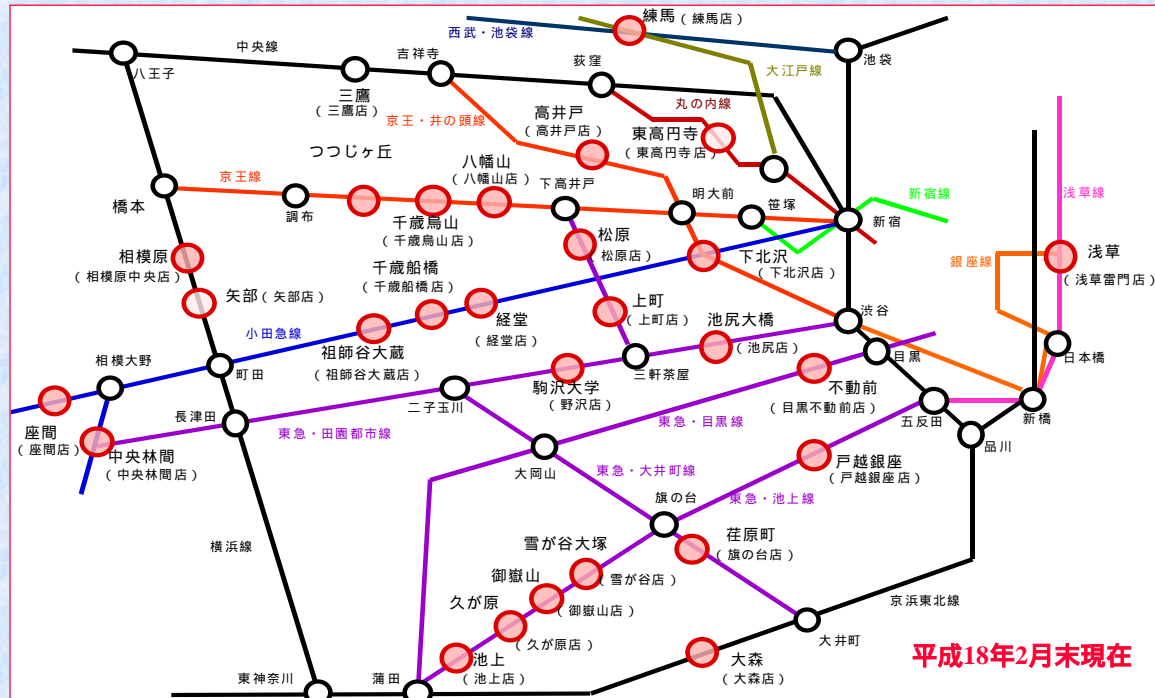 練馬（練馬店）
西武・池袋線
中央線
吉祥寺
荻窪
大江戸線
池袋
八王子
三鷹
（三鷹店）
丸の内線
高井戸
（高井戸店）
東高円寺
（東高円寺店）
京王・井の頭線
つつじヶ丘
八幡山
（八幡山店）
京王線
下高井戸
明大前
笹塚
新宿線
浅草線
橋本
調布
千歳烏山
（千歳烏山店）
新宿
相模原
（相模原中央店）
松原
（松原店）
下北沢
（下北沢店）
銀座線
浅草
（浅草雷門店）
千歳船橋
（千歳船橋店）
矢部（矢部店）
上町
（上町店）
渋谷
小田急線
経堂
（経堂店）
池尻大橋
（池尻店）
祖師谷大蔵
（祖師谷大蔵店）
日本橋
相模大野
町田
三軒茶屋
目黒
駒沢大学
（野沢店）
不動前
（目黒不動前店）
長津田
二子玉川
五反田
新橋
座間
（座間店）
東急・田園都市線
東急・目黒線
品川
中央林間
（中央林間店）
大岡山
戸越銀座
（戸越銀座店）
東急・大井町線
旗の台
東急・池上線
横浜線
雪が谷大塚
（雪が谷店）
荏原町
（旗の台店）
御嶽山
（御嶽山店）
久が原
（久が原店）
京浜東北線
大井町
池上
（池上店）
大森
（大森店）
平成18年2月末現在
東神奈川
蒲田